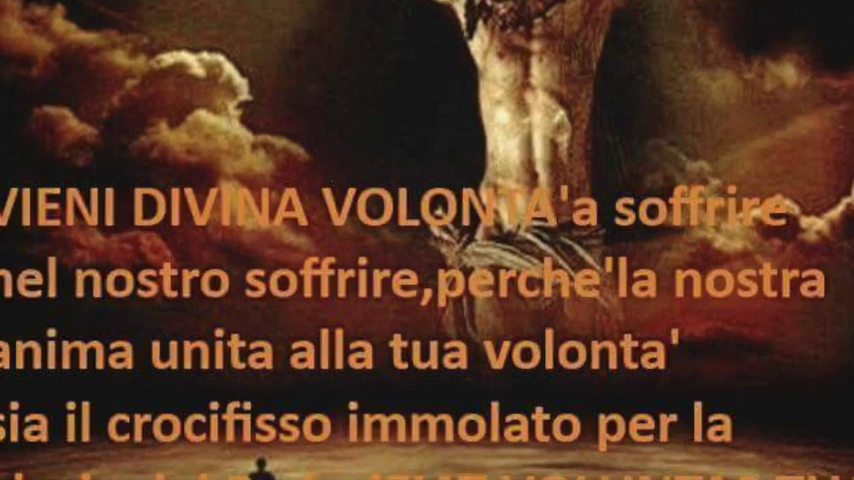 VIENI DIVINA VOLONTA'a soffrire
nel nostro soffrire,perche'la nostra
anima unita alla tua volonta'
sia il crocifisso immolato per la